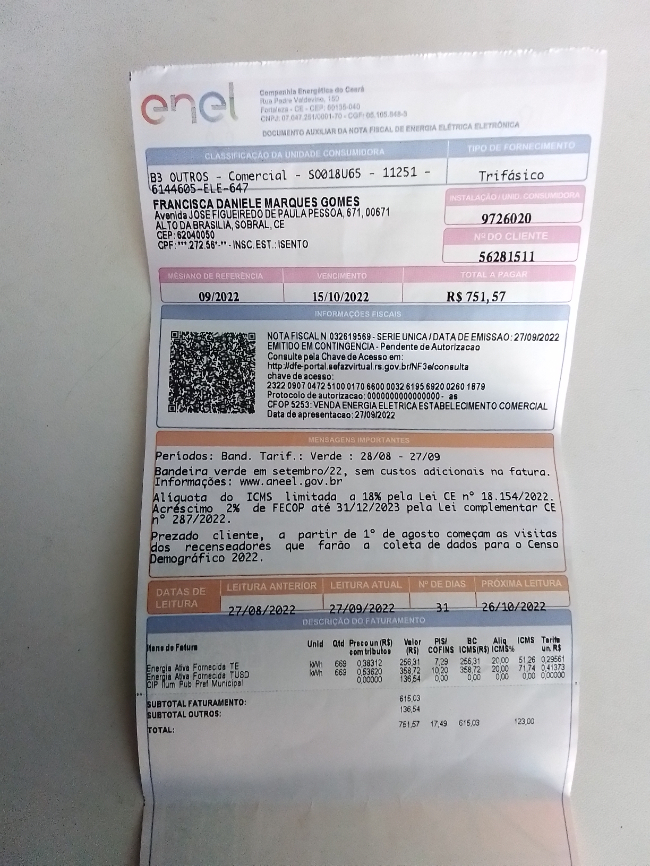 enel
Companhia Energética do Ceará
Rua Padre Valdevino, 150
Fortaleza - CE - CEP: 60135-040
CNPJ: 07.047.251/0001-70 - CGF: 06.105.848-3
DOCUMENTO AUXILIAR DA NOTA FISCAL DE ENERGIA ELÉTRICA ELETRÔNICA
CLASSIFICAÇÃO DA UNIDADE CONSUMIDORA
TIPO DE FORNECIMENTO
B3 OUTROS - Comercial - S0018U65 - 11251 -
6144605-ELE-647
Trifásico
FRANCISCA DANIELE MARQUES GOMES
Avenida JOSE FIGUEIREDO DE PAULA PESSOA, 671, 00671
ALTO DA BRASILIA, SOBRAL, CE
CEP: 62040050
CPF: ***.272.56*-** - INSC. EST.: ISENTO
INSTALAÇÃO / UNID. CONSUMIDORA
9726020
Nº DO CLIENTE
56281511
MÊS/ANO DE REFERÊNCIA
VENCIMENTO
TOTAL A PAGAR
09/2022
15/10/2022
R$ 751,57
INFORMAÇÕES FISCAIS
NOTA FISCAL N 032619569 - SERIE UNICA / DATA DE EMISSÃO: 27/09/2022
EMITIDO EM CONTINGENCIA - Pendente de Autorizacao
Consulte pela Chave de Acesso em:
http://dfe-portal.sefazvirtual.rs.gov.br/NF3e/consulta
chave de acesso:
2322 0907 0472 5100 0170 6600 0032 6195 6920 0260 1879
Protocolo de autorizacao: 0000000000000000 - as
CFOP 5253: VENDA ENERGIA ELETRICA ESTABELECIMENTO COMERCIAL
Data de apresentacao: 27/09/2022
MENSAGENS IMPORTANTES
Períodos: Band. Tarif.: Verde : 28/08 - 27/09
Bandeira verde em setembro/22, sem custos adicionais na fatura.
Informações: www.aneel.gov.br
Alíquota do ICMS limitada a 18% pela Lei CE nº 18.154/2022.
Acréscimo 2% de FECOP até 31/12/2023 pela Lei complementar CE
nº 287/2022.
Prezado cliente, a partir de 1º de agosto começam as visitas
dos recenseadores que farão a coleta de dados para o Censo
Demográfico 2022.
DATAS DE LEITURA
LEITURA ANTERIOR
LEITURA ATUAL
Nº DE DIAS
PRÓXIMA LEITURA
27/08/2022
27/09/2022
31
26/10/2022
DESCRIÇÃO DO FATURAMENTO
Itens de Fatura Unid Qtd Preço un (R$) com tributos Valor (R$) PIS/ COFINS BC ICMS(R$) Aliq ICMS% ICMS Tarifa un. R$
Energia Ativa Fornecida TE kWh 669 0,38312 256,31 7,29 256,31 20,00 51,26 0,29561
Energia Ativa Fornecida TUSD kWh 669 0,53620 358,72 10,20 358,72 20,00 71,74 0,41373
CIP Ilum Pub Pref Municipal 0,00000 136,54 0,00 0,00 0,00 0,00 0,00000
SUBTOTAL FATURAMENTO: 615,03
SUBTOTAL OUTROS: 136,54
TOTAL: 751,57 17,49 615,03 123,00